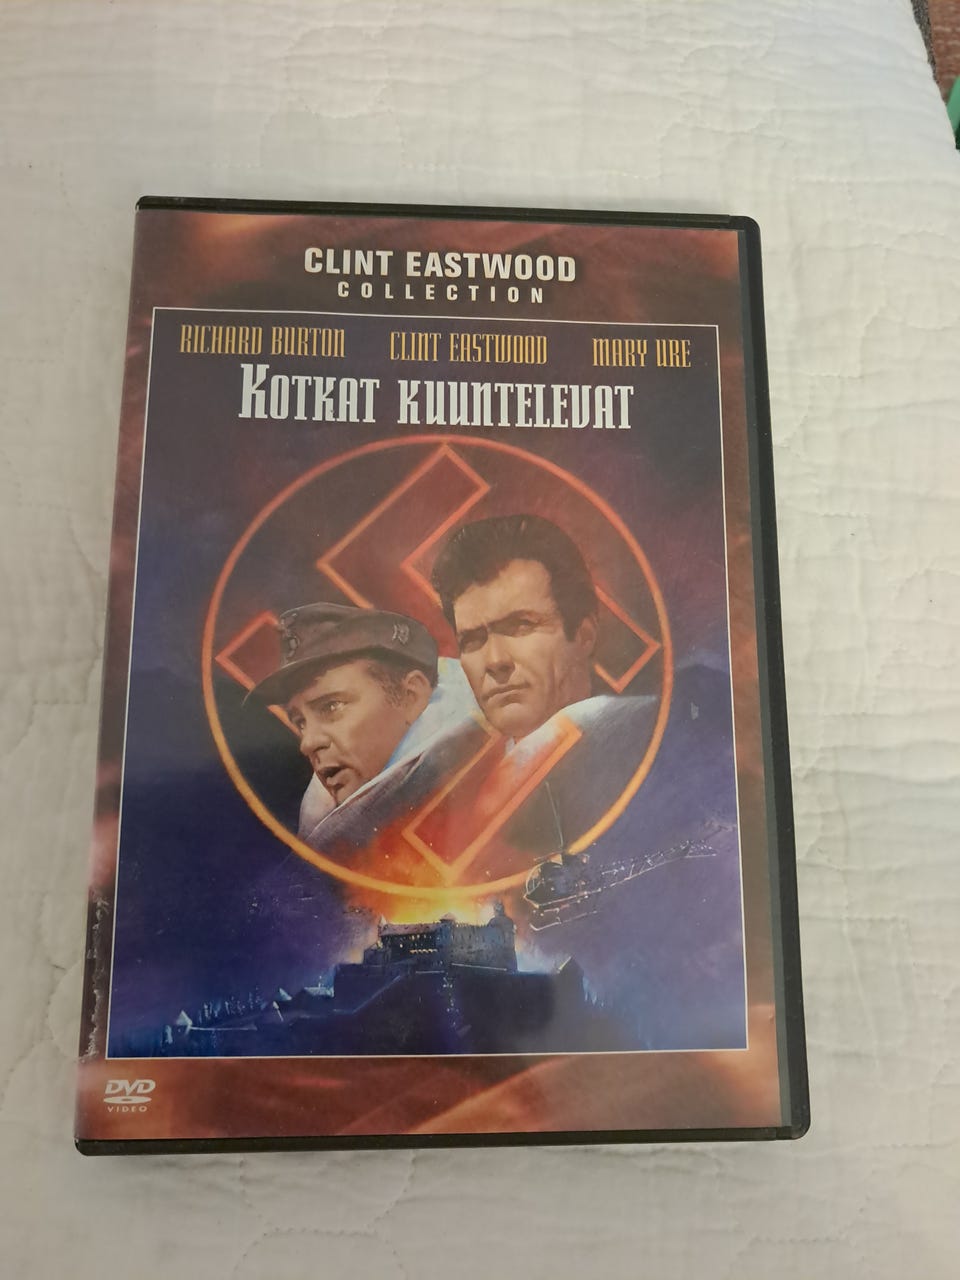 CLINT EASTWOOD
COLLECTION
RICHARD BURTON CLINT EASTWOOD MARY URE
KOTKAT KUUNTELEVAT
DVD
VIDEO